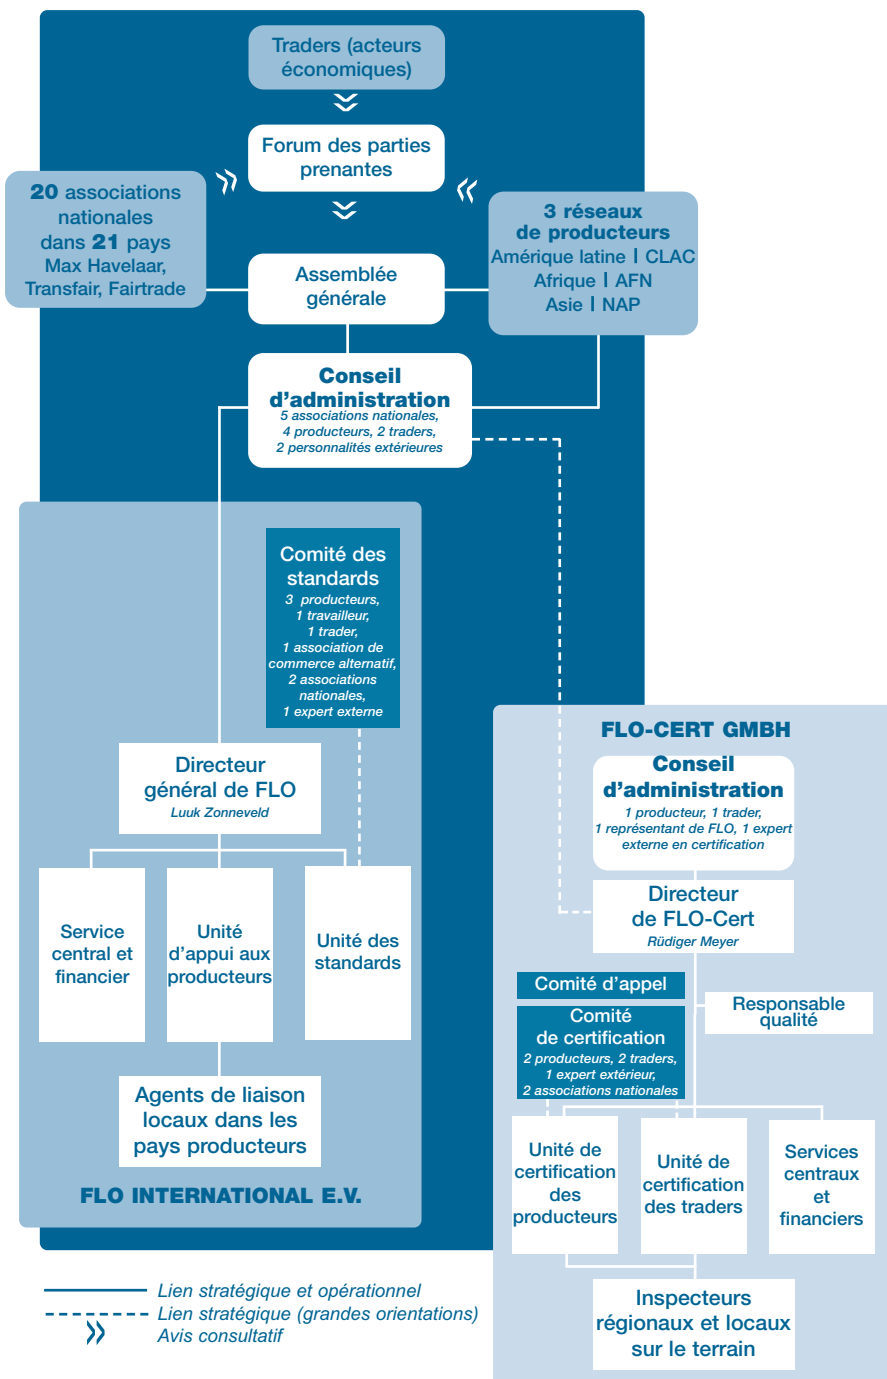 Traders (acteurs
économiques)
Forum des parties
prenantes
20 associations
nationales
dans 21 pays
Max Havelaar,
Transfair, Fairtrade
3 réseaux
de producteurs
Amérique latine | CLAC
Afrique | AFN
Asie | NAP
Assemblée
générale
Conseil
d'administration
5 associations nationales,
4 producteurs, 2 traders,
2 personnalités extérieures
Comité des
standards
3 producteurs,
1 travailleur,
1 trader,
1 association de
commerce alternatif,
2 associations
nationales,
1 expert externe
Directeur
général de FLO
Luuk Zonneveld
Service
central et
financier
Unité
d'appui aux
producteurs
Unité des
standards
Agents de liaison
locaux dans les
pays producteurs
FLO INTERNATIONAL E.V.
FLO-CERT GMBH
Conseil
d'administration
1 producteur, 1 trader,
1 représentant de FLO, 1 expert
externe en certification
Directeur
de FLO-Cert
Rüdiger Meyer
Comité d'appel
Responsable
qualité
Comité
de certification
2 producteurs, 2 traders,
1 expert extérieur,
2 associations nationales
Unité de
certification
des
producteurs
Unité de
certification
des traders
Services
centraux
et
financiers
Inspecteurs
régionaux et locaux
sur le terrain
Lien stratégique et opérationnel
Lien stratégique (grandes orientations)
Avis consultatif